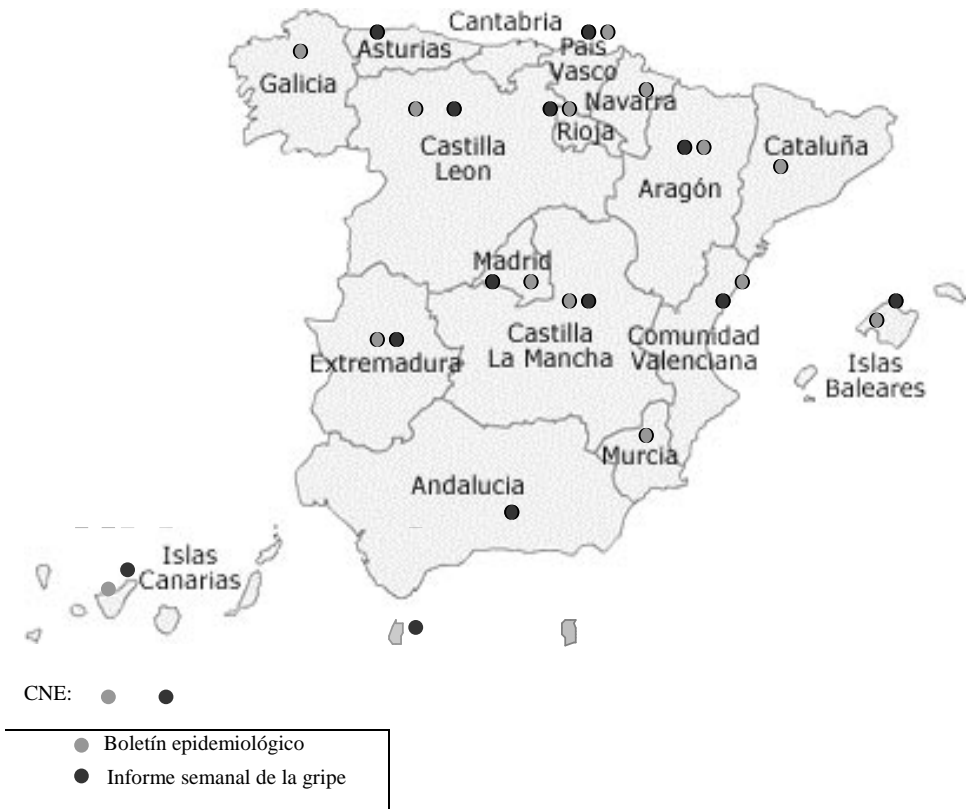 Cantabria
Asturias
Pais
Vasco
Galicia
Navarra
Rioja
Castilla
Leon
Cataluña
Aragón
Madrid
Castilla
La Mancha
Comunidad
Valenciana
Extremadura
Islas
Baleares
Murcia
Andalucia
Islas
Canarias
CNE:
Boletín epidemiológico
Informe semanal de la gripe